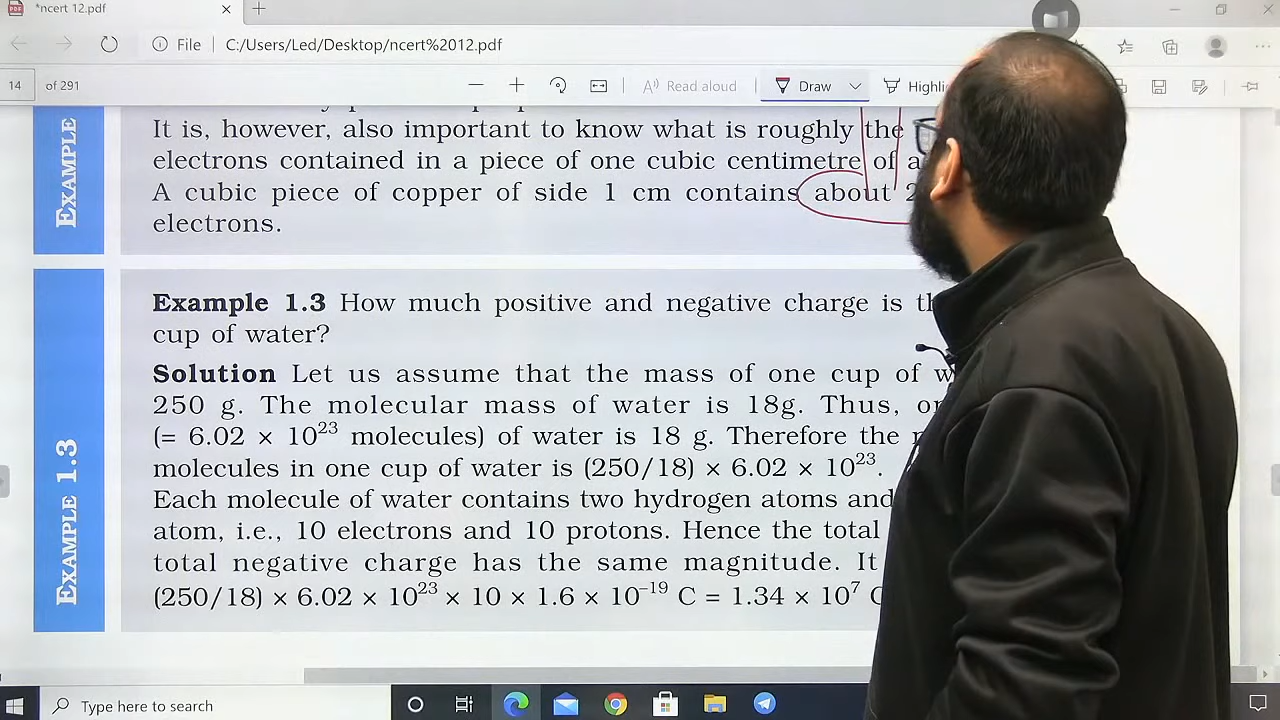 *ncert 12.pdf
File C:/Users/Led/Desktop/ncert%2012.pdf
14 of 291 Read aloud Draw
EXAMPLE
It is, however, also important to know what is roughly the
electrons contained in a piece of one cubic centimetre of
A cubic piece of copper of side 1 cm contains about
electrons.
EXAMPLE 1.3
Example 1.3 How much positive and negative charge is
cup of water?
Solution Let us assume that the mass of one cup of
250 g. The molecular mass of water is 18g. Thus,
(= 6.02 × 10²³ molecules) of water is 18 g. Therefore the
molecules in one cup of water is (250/18) × 6.02 × 10²³.
Each molecule of water contains two hydrogen atoms and
atom, i.e., 10 electrons and 10 protons. Hence the total
total negative charge has the same magnitude. It
(250/18) × 6.02 × 10²³ × 10 × 1.6 × 10⁻¹⁹ C = 1.34 × 10⁷
Type here to search